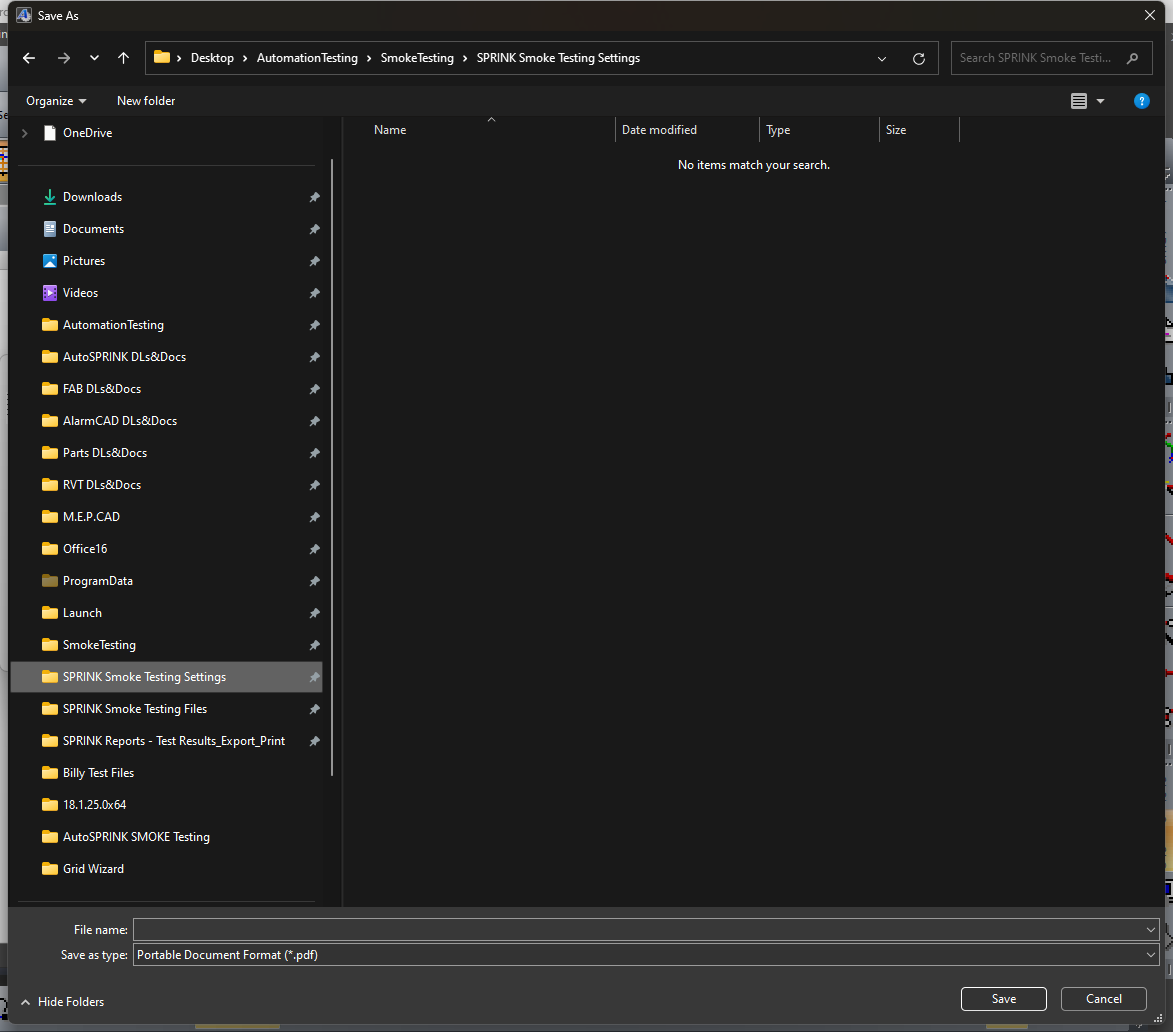 Save As
Desktop > AutomationTesting > SmokeTesting > SPRINK Smoke Testing Settings
Search SPRINK Smoke Testi...
Organize
New folder
OneDrive
Downloads
Documents
Pictures
Videos
AutomationTesting
AutoSPRINK DLs&Docs
FAB DLs&Docs
AlarmCAD DLs&Docs
Parts DLs&Docs
RVT DLs&Docs
M.E.P.CAD
Office16
ProgramData
Launch
SmokeTesting
SPRINK Smoke Testing Settings
SPRINK Smoke Testing Files
SPRINK Reports - Test Results_Export_Print
Billy Test Files
18.1.25.0x64
AutoSPRINK SMOKE Testing
Grid Wizard
Name
Date modified
Type
Size
No items match your search.
File name:
Save as type: Portable Document Format (*.pdf)
Hide Folders
Save
Cancel